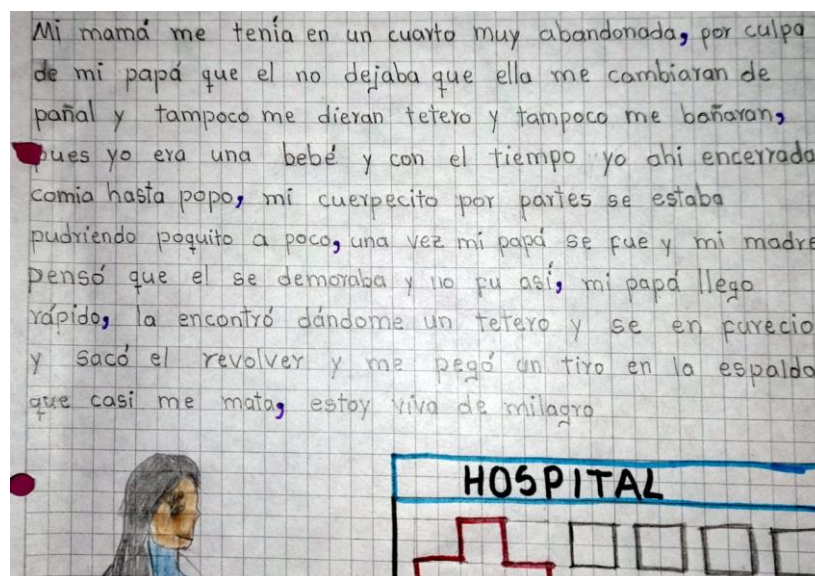 Mi mamá me tenía en un cuarto muy abandonada, por culpa
de mi papá que el no dejaba que ella me cambiaran de
pañal y tampoco me dieran tetero y tampoco me bañaran,
pues yo era una bebé y con el tiempo yo ahi encerrada
comia hasta popo, mi cuerpecito por partes se estaba
pudriendo poquito a poco, una vez mi papá se fue y mi madre
pensó que el se demoraba y no fu así, mi papá llego
rápido, la encontró dándome un tetero y se en furecio
y sacó el revolver y me pegó un tiro en la espalda
que casi me mata, estoy viva de milagro
HOSPITAL